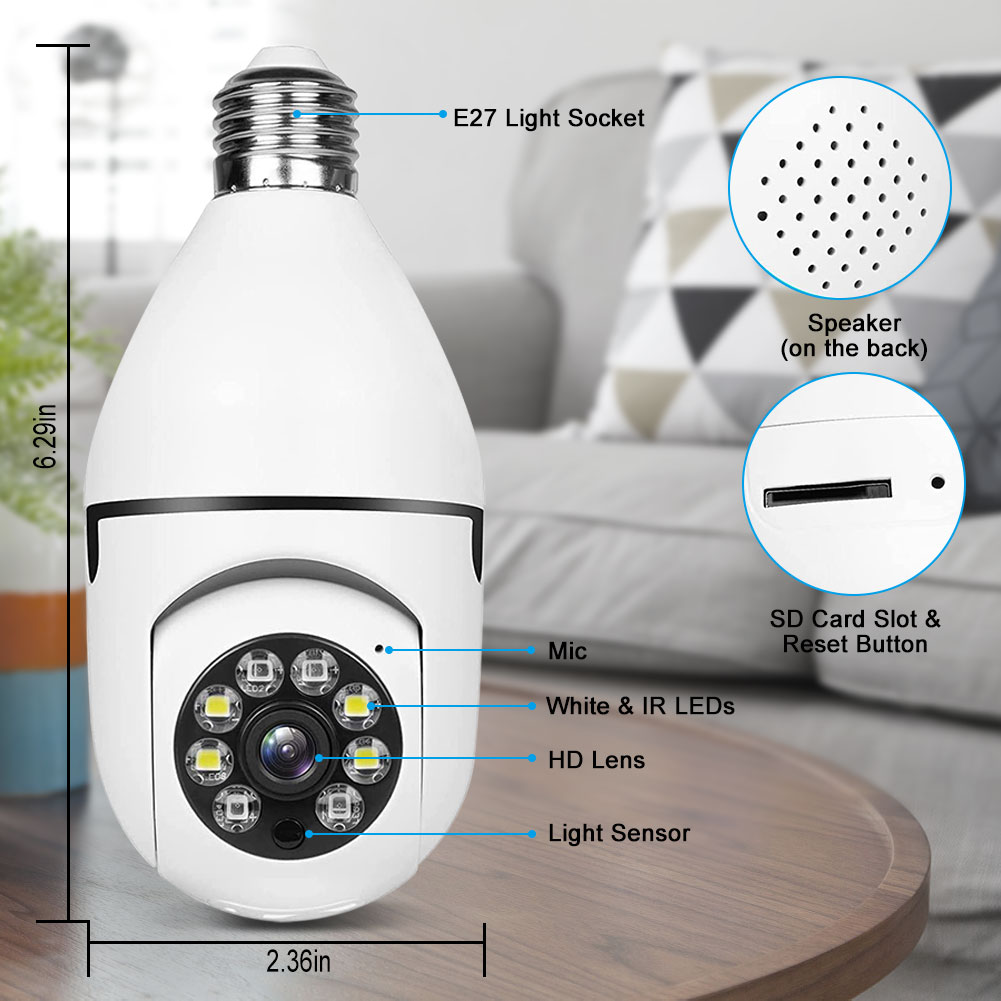 E27 Light Socket
Speaker
(on the back)
6.29in
SD Card Slot &
Reset Button
Mic
White & IR LEDs
HD Lens
Light Sensor
2.36in